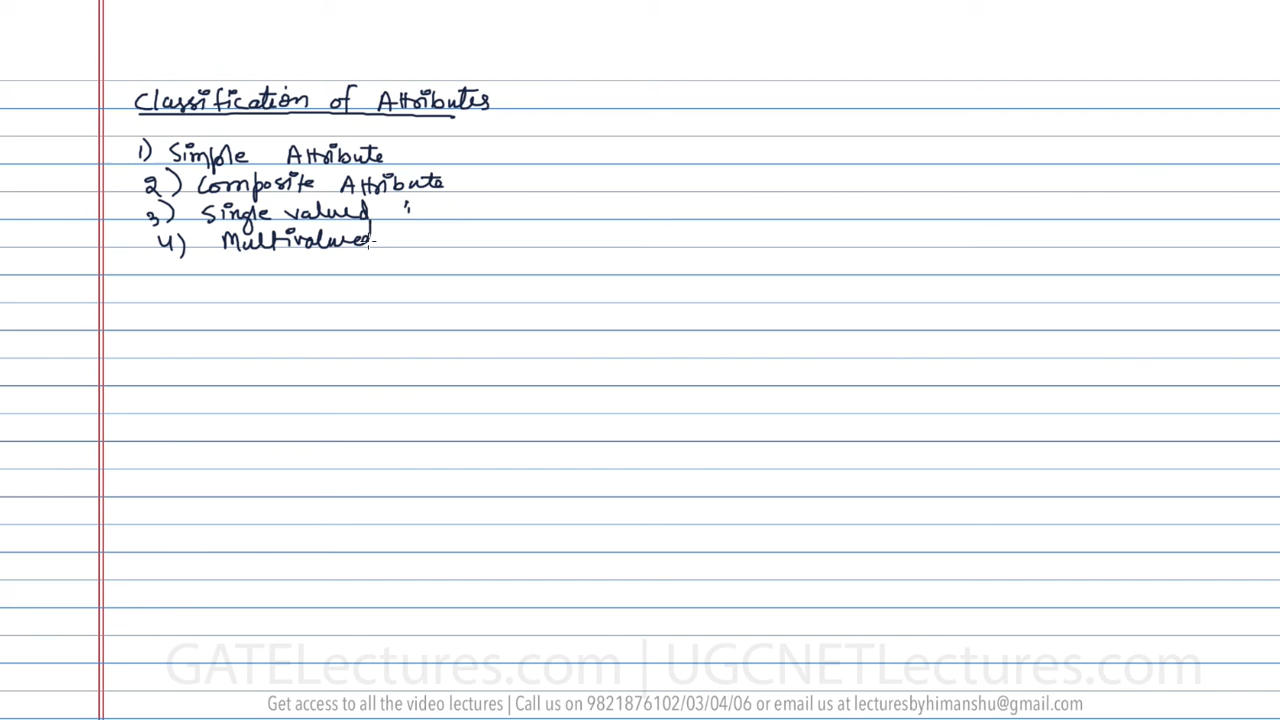 Classification of Attributes
1) Simple Attribute
2) Composite Attribute
3) Single valued "
4) Multivalued
GATELectures.com | UGCNETLectures.com
Get access to all the video lectures | Call us on 9821876102/03/04/06 or email us at lecturesbyhimanshu@gmail.com